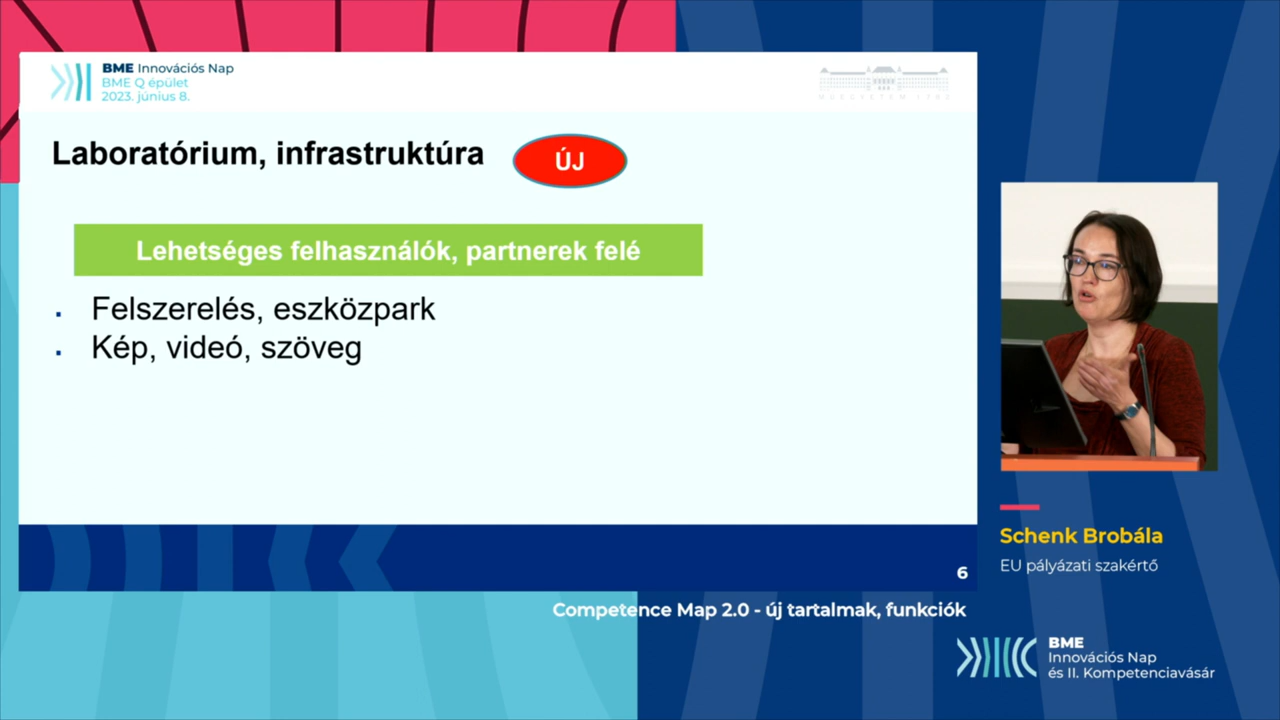 BME Innovációs Nap
BME Q épület
2023. június 8.
MŰEGYETEM 1782
Laboratórium, infrastruktúra
ÚJ
Lehetséges felhasználók, partnerek felé
▪ Felszerelés, eszközpark
▪ Kép, videó, szöveg
6
Schenk Brobála
EU pályázati szakértő
Competence Map 2.0 - új tartalmak, funkciók
BME
Innovációs Nap
és II. Kompetenciavásár